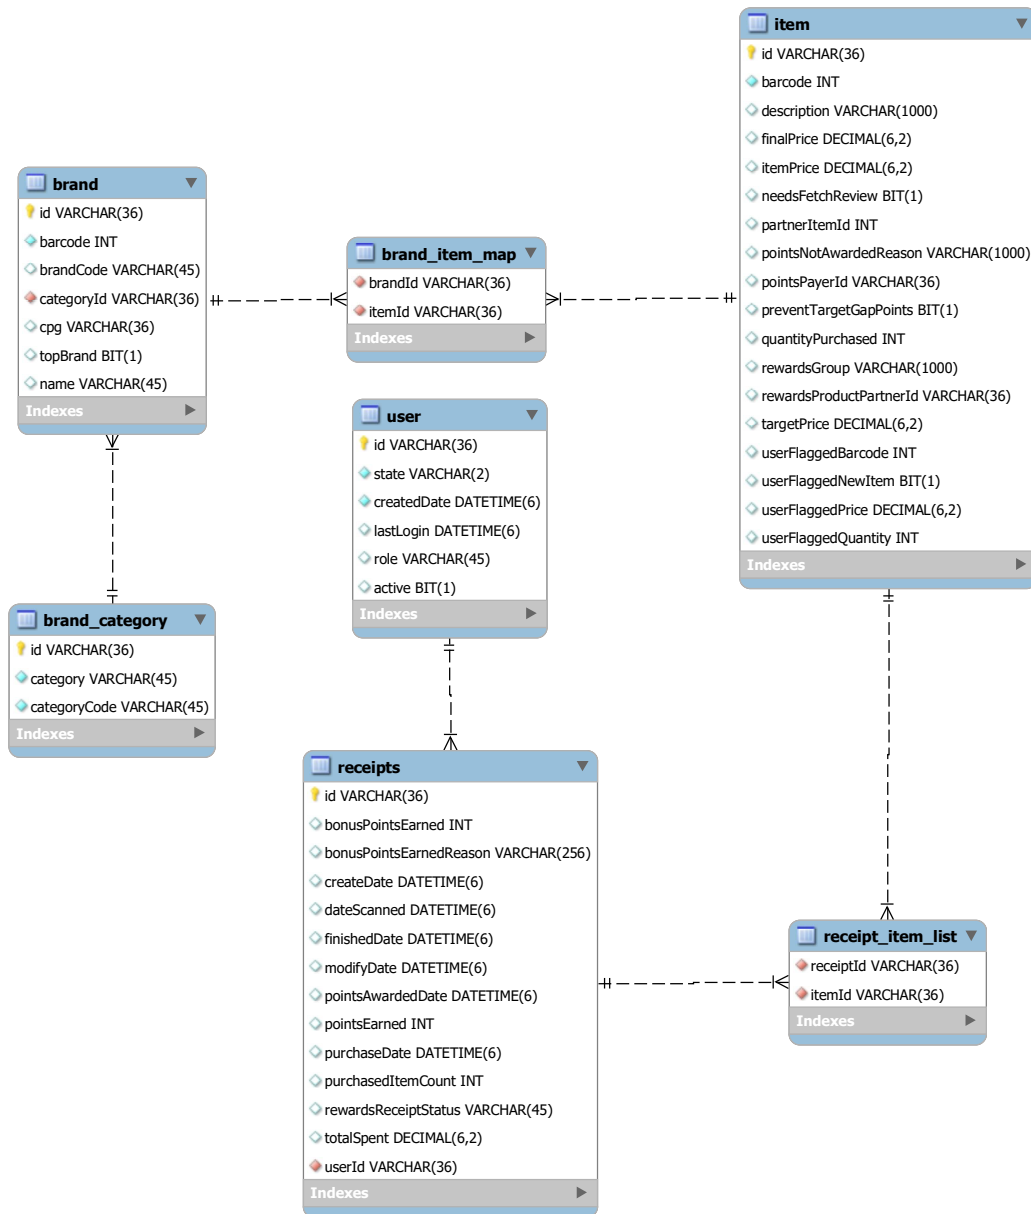 item
id VARCHAR(36)
barcode INT
description VARCHAR(1000)
finalPrice DECIMAL(6,2)
itemPrice DECIMAL(6,2)
needsFetchReview BIT(1)
partnerItemId INT
pointsNotAwardedReason VARCHAR(1000)
pointsPayerId VARCHAR(36)
preventTargetGapPoints BIT(1)
quantityPurchased INT
rewardsGroup VARCHAR(1000)
rewardsProductPartnerId VARCHAR(36)
targetPrice DECIMAL(6,2)
userFlaggedBarcode INT
userFlaggedNewItem BIT(1)
userFlaggedPrice DECIMAL(6,2)
userFlaggedQuantity INT
Indexes
brand
id VARCHAR(36)
barcode INT
brandCode VARCHAR(45)
categoryId VARCHAR(36)
cpg VARCHAR(36)
topBrand BIT(1)
name VARCHAR(45)
Indexes
brand_item_map
brandId VARCHAR(36)
itemId VARCHAR(36)
Indexes
user
id VARCHAR(36)
state VARCHAR(2)
createdDate DATETIME(6)
lastLogin DATETIME(6)
role VARCHAR(45)
active BIT(1)
Indexes
brand_category
id VARCHAR(36)
category VARCHAR(45)
categoryCode VARCHAR(45)
Indexes
receipts
id VARCHAR(36)
bonusPointsEarned INT
bonusPointsEarnedReason VARCHAR(256)
createDate DATETIME(6)
dateScanned DATETIME(6)
finishedDate DATETIME(6)
modifyDate DATETIME(6)
pointsAwardedDate DATETIME(6)
pointsEarned INT
purchaseDate DATETIME(6)
purchasedItemCount INT
rewardsReceiptStatus VARCHAR(45)
totalSpent DECIMAL(6,2)
userId VARCHAR(36)
Indexes
receipt_item_list
receiptId VARCHAR(36)
itemId VARCHAR(36)
Indexes